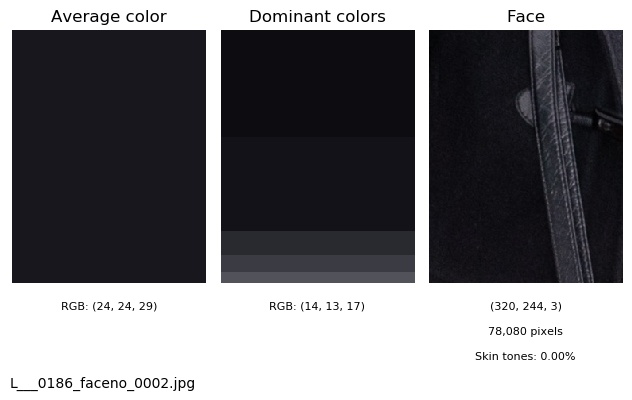 Average color
Dominant colors
Face
RGB: (24, 24, 29)
RGB: (14, 13, 17)
(320, 244, 3)
78,080 pixels
Skin tones: 0.00%
L___0186_faceno_0002.jpg